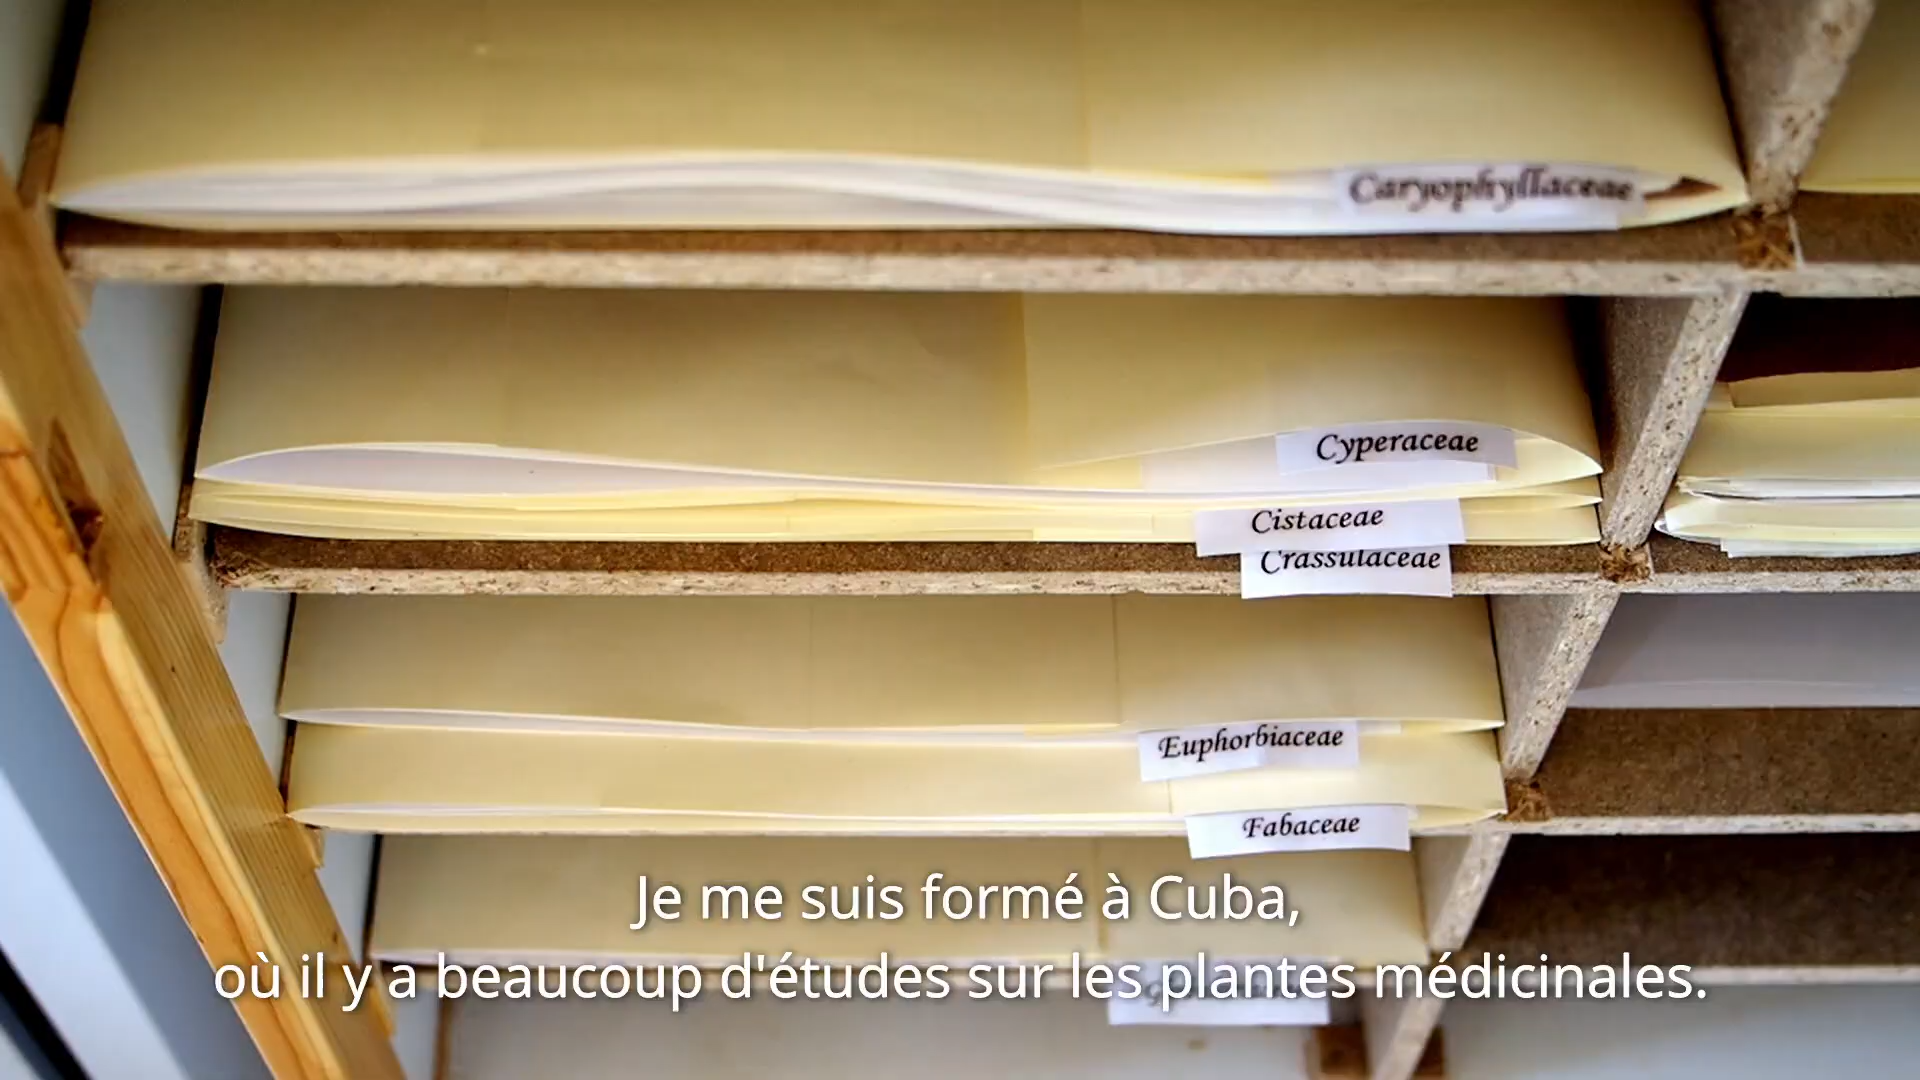 Caryophyllaceae
Cyperaceae
Cistaceae
Crassulaceae
Euphorbiaceae
Fabaceae
Je me suis formé à Cuba,
où il y a beaucoup d'études sur les plantes médicinales.